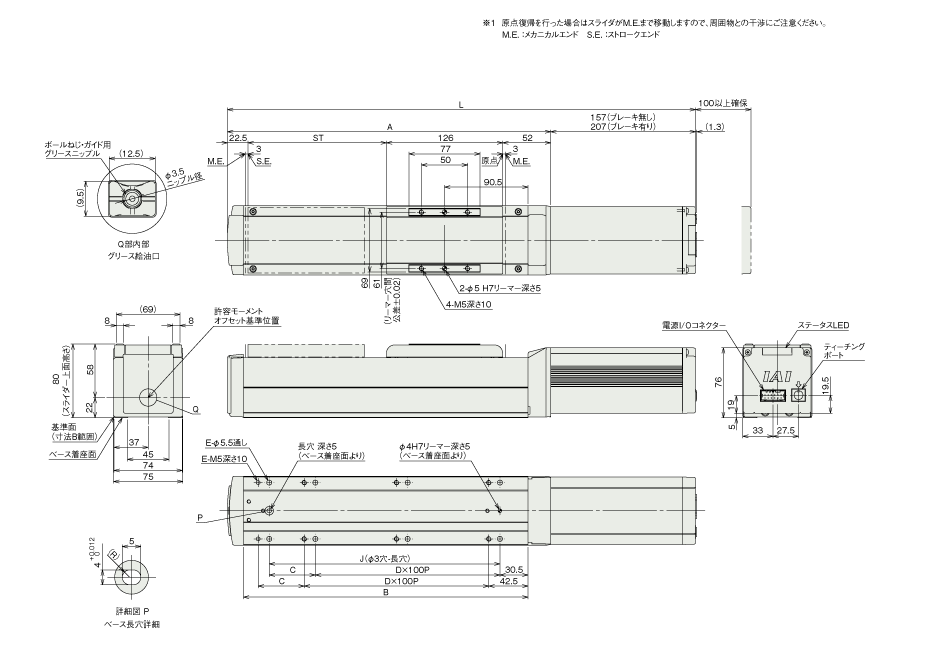 ※1 原点復帰を行った場合はスライダがM.E.まで移動しますので、周囲物との干渉にご注意ください。
M.E.:メカニカルエンド S.E.:ストロークエンド
L
100以上確保
157(ブレーキ無し)
A
207(ブレーキ有り)
(1.3)
22.5
ST
126
52
3
77
3
M.E.
S.E.
50
原点
M.E.
90.5
ボールねじ・ガイド用
グリースニップル
(12.5)
φ3.5
ニップル径
(9.5)
Q部内部
グリース給油口
69
61
(リーマー穴間
公差±0.02)
2-φ5 H7リーマー深さ5
4-M5深さ10
(69)
8
8
許容モーメント
オフセット基準位置
80
(スライダー上面高さ)
58
22
Q
基準面
(寸法B範囲)
ベース着座面
37
45
74
75
電源I/Oコネクター
ステータスLED
ティーチング
ポート
IAI
76
19
5
19.5
33
27.5
E-φ5.5通し
E-M5深さ10
長穴 深さ5
(ベース着座面より)
φ4H7リーマー深さ5
(ベース着座面より)
P
J(φ3穴-長穴)
C
D×100P
30.5
C
D×100P
42.5
B
5
(R)
4 +0.012 0
詳細図 P
ベース長穴詳細